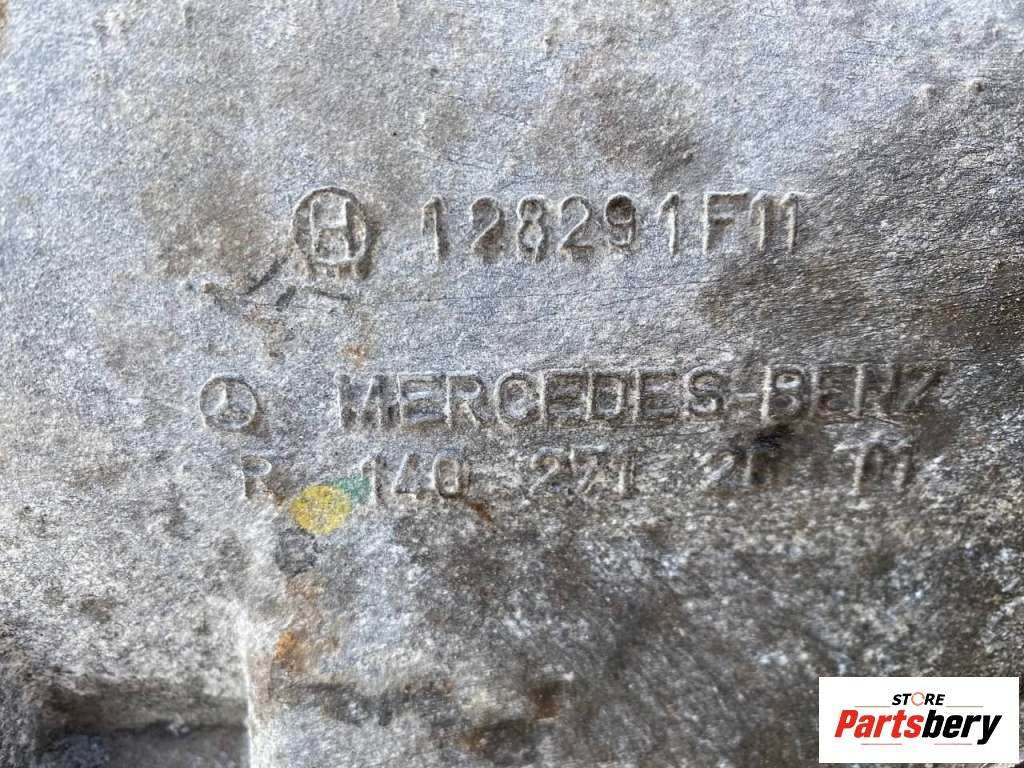 H 128291F11
MERCEDES-BENZ
R 140 271 20 01
STORE
Partsbery